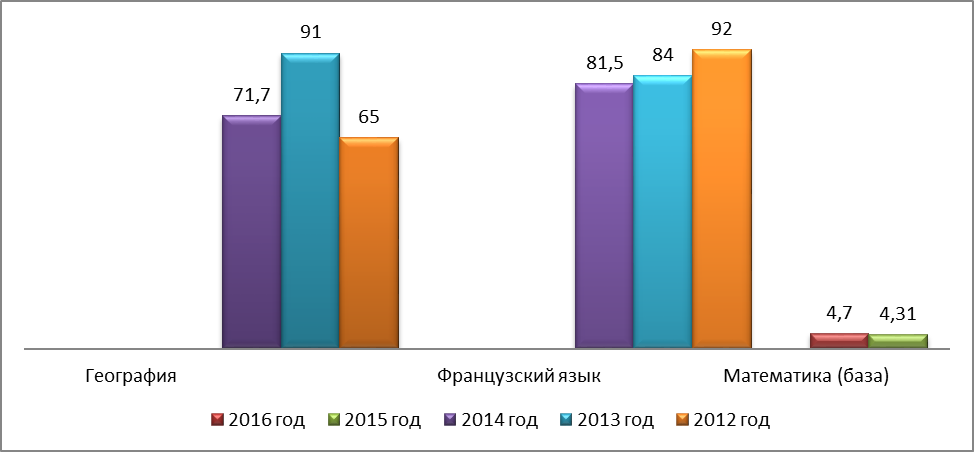 91
92
84
81,5
71,7
65
4,7
4,31
География
Французский язык
Математика (база)
2016 год
2015 год
2014 год
2013 год
2012 год